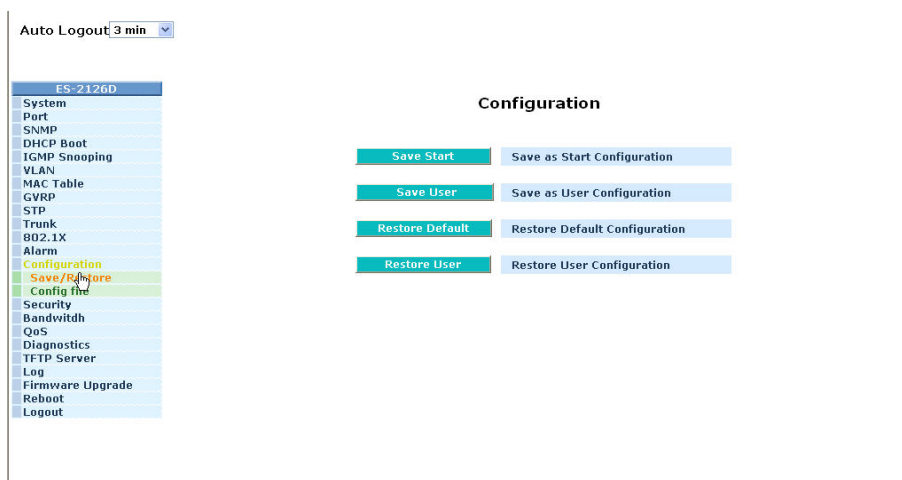 Auto Logout 3 min
ES-2126D
System
Port
SNMP
DHCP Boot
IGMP Snooping
VLAN
MAC Table
GVRP
STP
Trunk
802.1X
Alarm
Configuration
Save/Restore
Config file
Security
Bandwitdh
QoS
Diagnostics
TFTP Server
Log
Firmware Upgrade
Reboot
Logout
Configuration
Save Start Save as Start Configuration
Save User Save as User Configuration
Restore Default Restore Default Configuration
Restore User Restore User Configuration